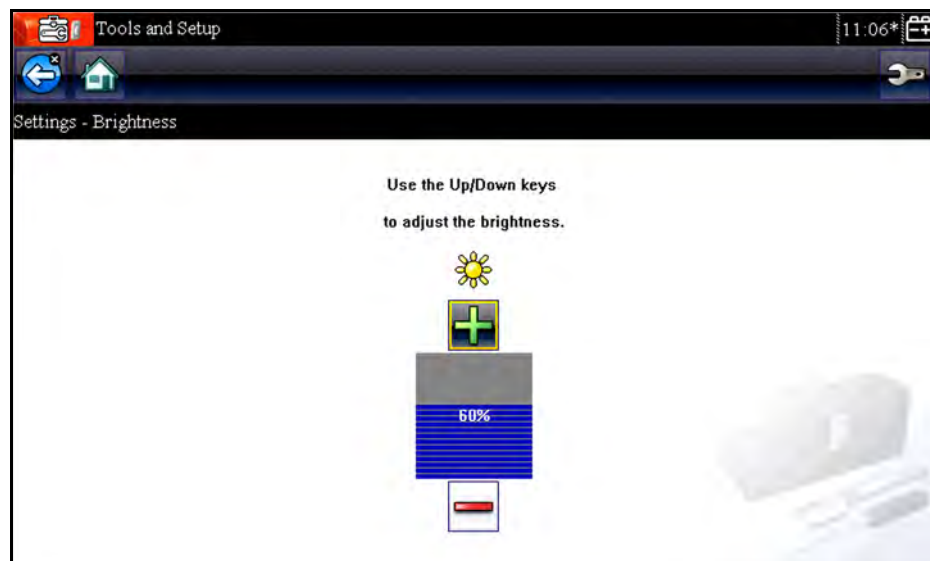 Tools and Setup
11:06*
Settings - Brightness
Use the Up/Down keys
to adjust the brightness.
60%